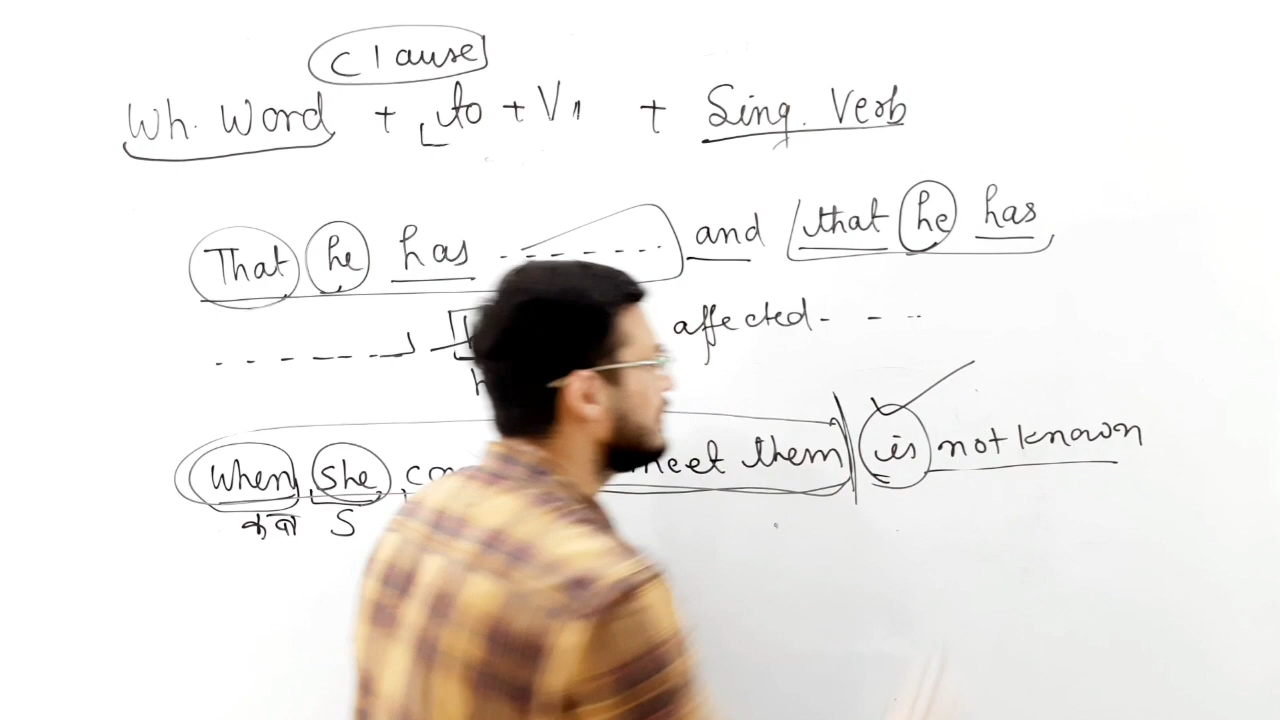 Clause
Wh. Word + to + V1 + Sing. Verb
That he has - - - - - - and that he has
- - - - - - affected - - - -
When she meet them is not known
कब S